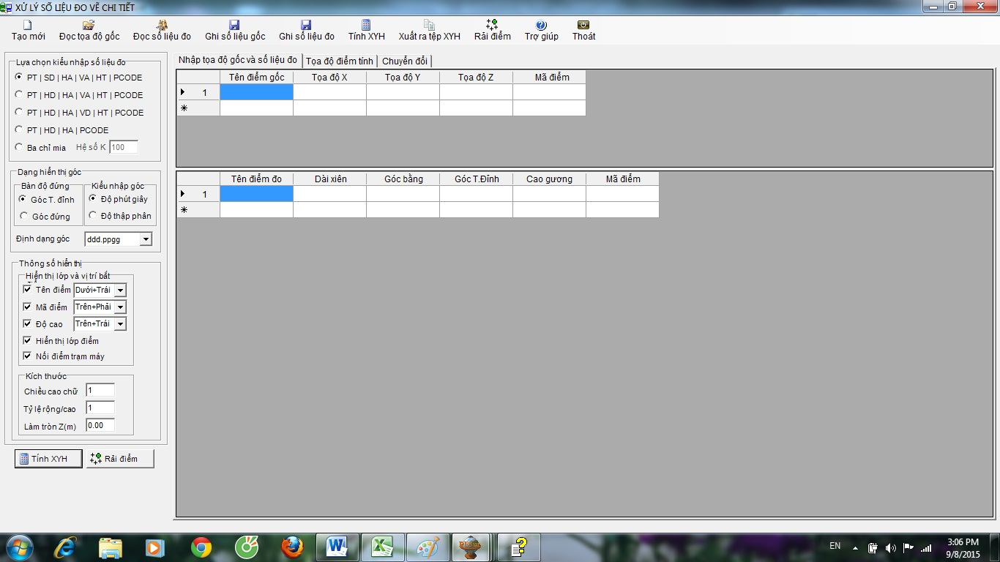 XỬ LÝ SỐ LIỆU ĐO VẼ CHI TIẾT
Tạo mới Đọc tọa độ gốc Đọc số liệu đo Ghi số liệu gốc Ghi số liệu đo Tính XYH Xuất ra tệp XYH Rải điểm Trợ giúp Thoát
Lựa chọn kiểu nhập số liệu đo
PT | SD | HA | VA | HT | PCODE
PT | HD | HA | VA | HT | PCODE
PT | HD | HA | VD | HT | PCODE
PT | HD | HA | PCODE
Ba chỉ mia Hệ số K 100
Dạng hiển thị góc
Bàn độ đứng
Góc T. đỉnh
Góc đứng
Kiểu nhập góc
Độ phút giây
Độ thập phân
Định dạng góc ddd.ppgg
Thông số hiển thị
Hiển thị lớp và vị trí bắt
Tên điểm Dưới+Trái
Mã điểm Trên+Phải
Độ cao Trên+Trái
Hiển thị lớp điểm
Nối điểm trạm máy
Kích thước
Chiều cao chữ 1
Tỷ lệ rộng/cao 1
Làm tròn Z(m) 0.00
Tính XYH Rải điểm
Nhập tọa độ gốc và số liệu đo Tọa độ điểm tính Chuyển đổi
Tên điểm gốc Tọa độ X Tọa độ Y Tọa độ Z Mã điểm
1
Tên điểm đo Dài xiên Góc bằng Góc T.Đỉnh Cao gương Mã điểm
1
EN 3:06 PM
9/8/2015